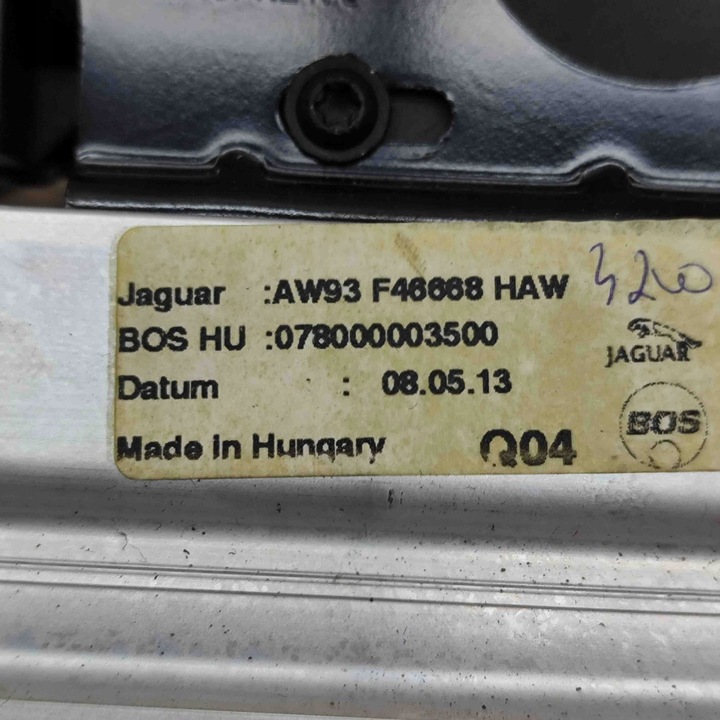 Jaguar :AW93 F46668 HAW
BOS HU :078000003500
JAGUAR
Datum : 08.05.13
BOS
Made in Hungary Q04